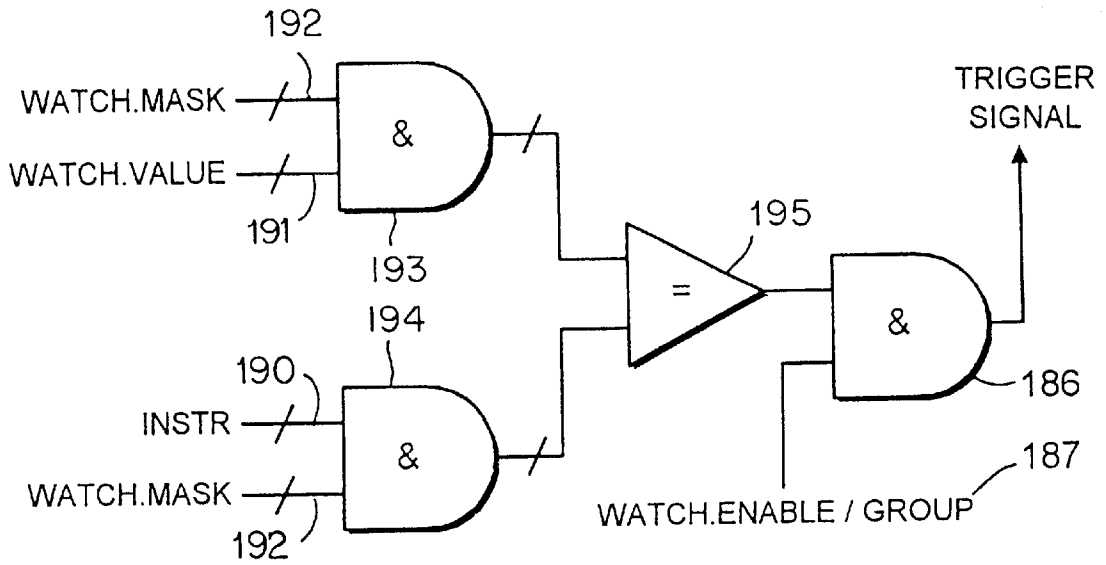 192
WATCH.MASK
&
WATCH.VALUE
191
193
TRIGGER
SIGNAL
195
=
&
186
194
190
INSTR
&
WATCH.MASK
192
187
WATCH.ENABLE / GROUP